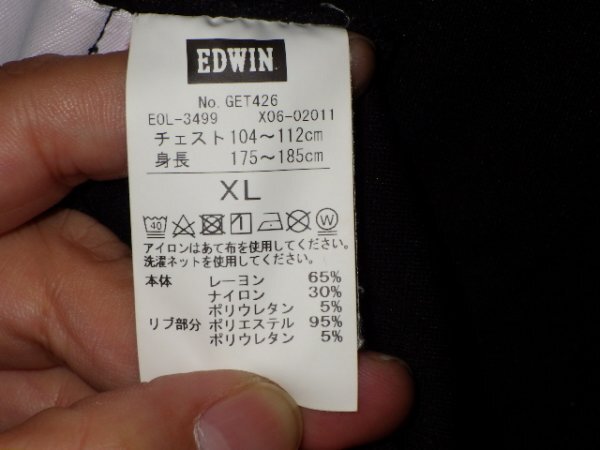 EDWIN
No. GET426
EOL-3499 X06-02011
チェスト 104～112cm
身長 175～185cm
XL
40 W
アイロンはあて布を使用してください。
洗濯ネットを使用してください。
本体 レーヨン 65%
ナイロン 30%
ポリウレタン 5%
リブ部分 ポリエステル 95%
ポリウレタン 5%